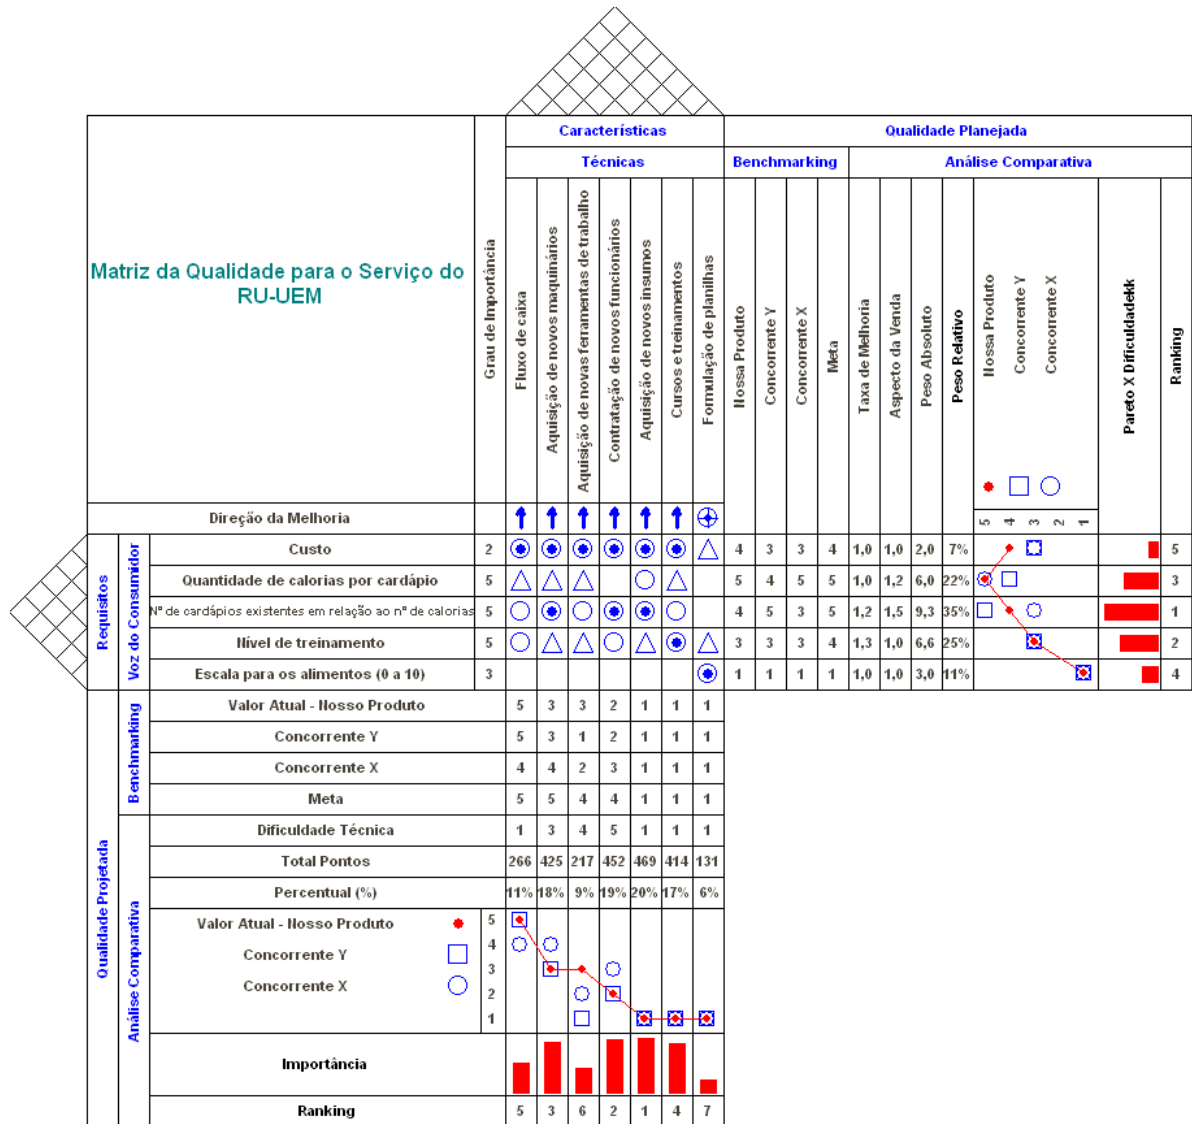 Características
Qualidade Planejada
Técnicas
Benchmarking
Análise Comparativa
Matriz da Qualidade para o Serviço do
RU-UEM
Grau de Importância
Fluxo de caixa
Aquisição de novos maquinários
Aquisição de novas ferramentas de trabalho
Contratação de novos funcionários
Aquisição de novos insumos
Cursos e treinamentos
Formulação de planilhas
Nossa Produto
Concorrente Y
Concorrente X
Meta
Taxa de Melhoria
Aspecto da Venda
Peso Absoluto
Peso Relativo
Nossa Produto
Concorrente Y
Concorrente X
Pareto X Dificuldadekk
Ranking
Direção da Melhoria
5 4 3 2 1
Requisitos
Voz do Consumidor
Custo 2 4 3 3 4 1,0 1,0 2,0 7% 5
Quantidade de calorias por cardápio 5 5 4 5 5 1,0 1,2 6,0 22% 3
Nº de cardápios existentes em relação ao nº de calorias 5 4 5 3 5 1,2 1,5 9,3 35% 1
Nível de treinamento 5 3 3 3 4 1,3 1,0 6,6 25% 2
Escala para os alimentos (0 a 10) 3 1 1 1 1 1,0 1,0 3,0 11% 4
Qualidade Projetada
Benchmarking
Valor Atual - Nosso Produto 5 3 3 2 1 1 1
Concorrente Y 5 3 1 2 1 1 1
Concorrente X 4 4 2 3 1 1 1
Meta 5 5 4 4 1 1 1
Análise Comparativa
Dificuldade Técnica 1 3 4 5 1 1 1
Total Pontos 266 425 217 452 469 414 131
Percentual (%) 11% 18% 9% 19% 20% 17% 6%
Valor Atual - Nosso Produto 5
4
Concorrente Y
3
Concorrente X
2
1
Importância
Ranking 5 3 6 2 1 4 7